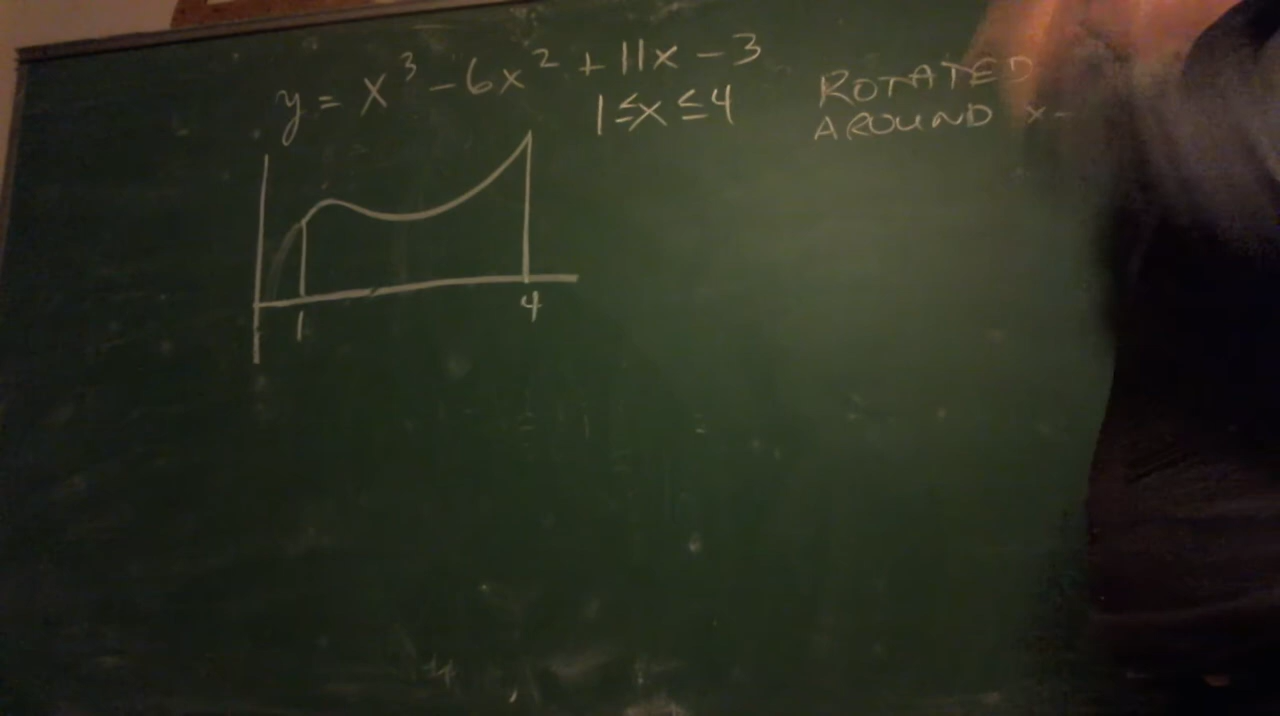 y = x³ - 6x² + 11x - 3
1 ≤ x ≤ 4
ROTATED
AROUND x-
1
4